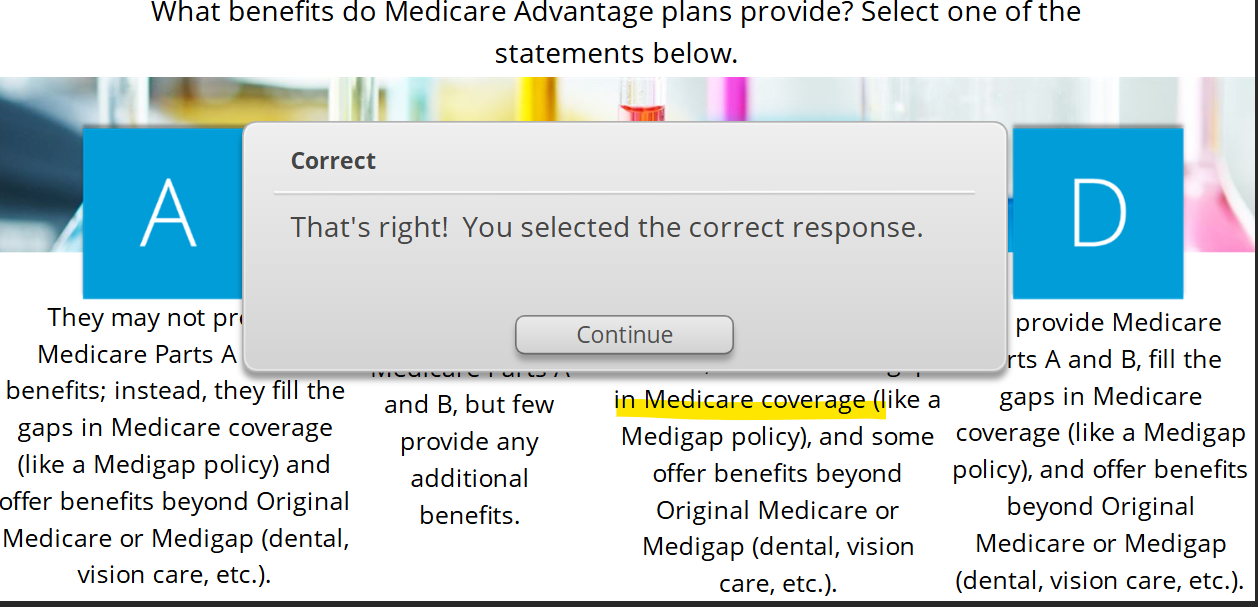 What benefits do Medicare Advantage plans provide? Select one of the
statements below.
A
D
Correct
That's right!  You selected the correct response.
Continue
They may not
Medicare Parts A
benefits; instead, they fill the
gaps in Medicare coverage
(like a Medigap policy) and
offer benefits beyond Original
Medicare or Medigap (dental,
vision care, etc.).
Medicare Parts A
and B, but few
provide any
additional
benefits.
in Medicare coverage (like a
Medigap policy), and some
offer benefits beyond
Original Medicare or
Medigap (dental, vision
care, etc.).
provide Medicare
rts A and B, fill the
gaps in Medicare
coverage (like a Medigap
policy), and offer benefits
beyond Original
Medicare or Medigap
(dental, vision care, etc.).